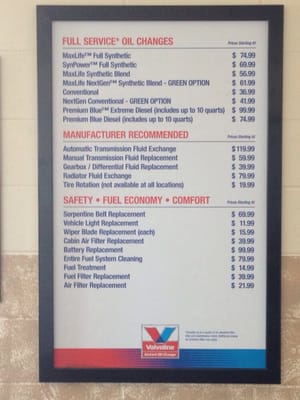 FULL SERVICE* OIL CHANGES Prices Starting At
MaxLife™ Full Synthetic $ 74.99
SynPower™ Full Synthetic $ 69.99
MaxLife Synthetic Blend $ 56.99
MaxLife NextGen™ Synthetic Blend - GREEN OPTION $ 61.99
Conventional $ 36.99
NextGen Conventional - GREEN OPTION $ 41.99
Premium Blue™ Extreme Diesel (includes up to 10 quarts) $ 99.99
Premium Blue Diesel (includes up to 10 quarts) $ 74.99
MANUFACTURER RECOMMENDED Prices Starting At
Automatic Transmission Fluid Exchange $119.99
Manual Transmission Fluid Replacement $ 59.99
Gearbox / Differential Fluid Replacement $ 39.99
Radiator Fluid Exchange $ 79.99
Tire Rotation (not available at all locations) $ 19.99
SAFETY • FUEL ECONOMY • COMFORT Prices Starting At
Serpentine Belt Replacement $ 69.99
Vehicle Light Replacement $ 11.99
Wiper Blade Replacement (each) $ 15.99
Cabin Air Filter Replacement $ 39.99
Battery Replacement $ 99.99
Entire Fuel System Cleaning $ 79.99
Fuel Treatment $ 14.99
Fuel Filter Replacement $ 39.99
Air Filter Replacement $ 21.99
Valvoline
Instant Oil Change